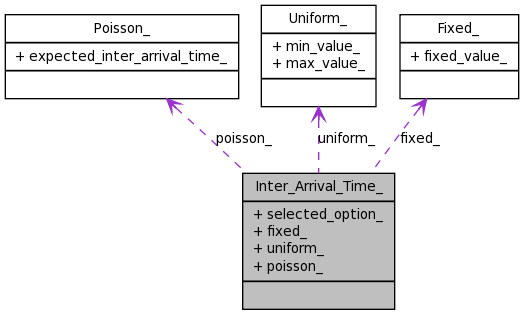 Poisson_
+ expected_inter_arrival_time_
Uniform_
+ min_value_
+ max_value_
Fixed_
+ fixed_value_
poisson_
uniform_
fixed_
Inter_Arrival_Time_
+ selected_option_
+ fixed_
+ uniform_
+ poisson_